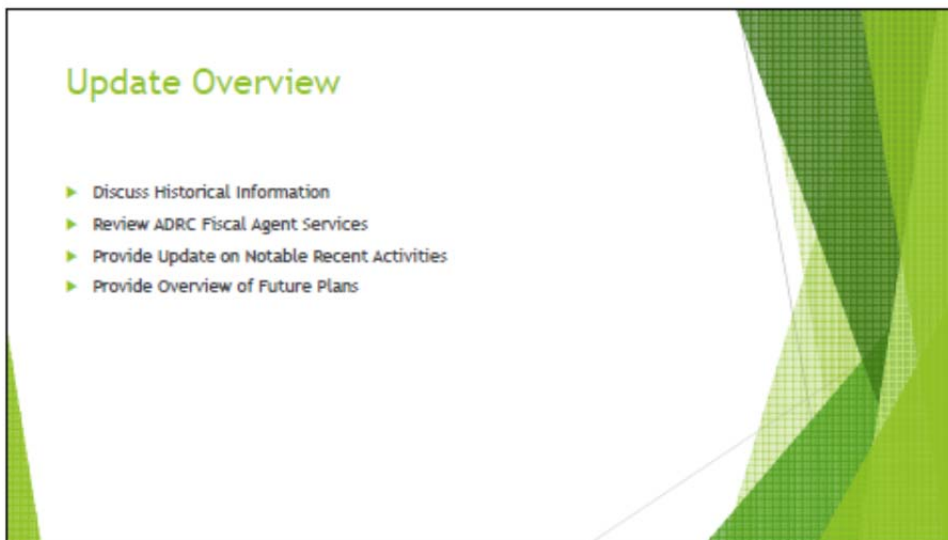 Update Overview
Discuss Historical Information
Review ADRC Fiscal Agent Services
Provide Update on Notable Recent Activities
Provide Overview of Future Plans